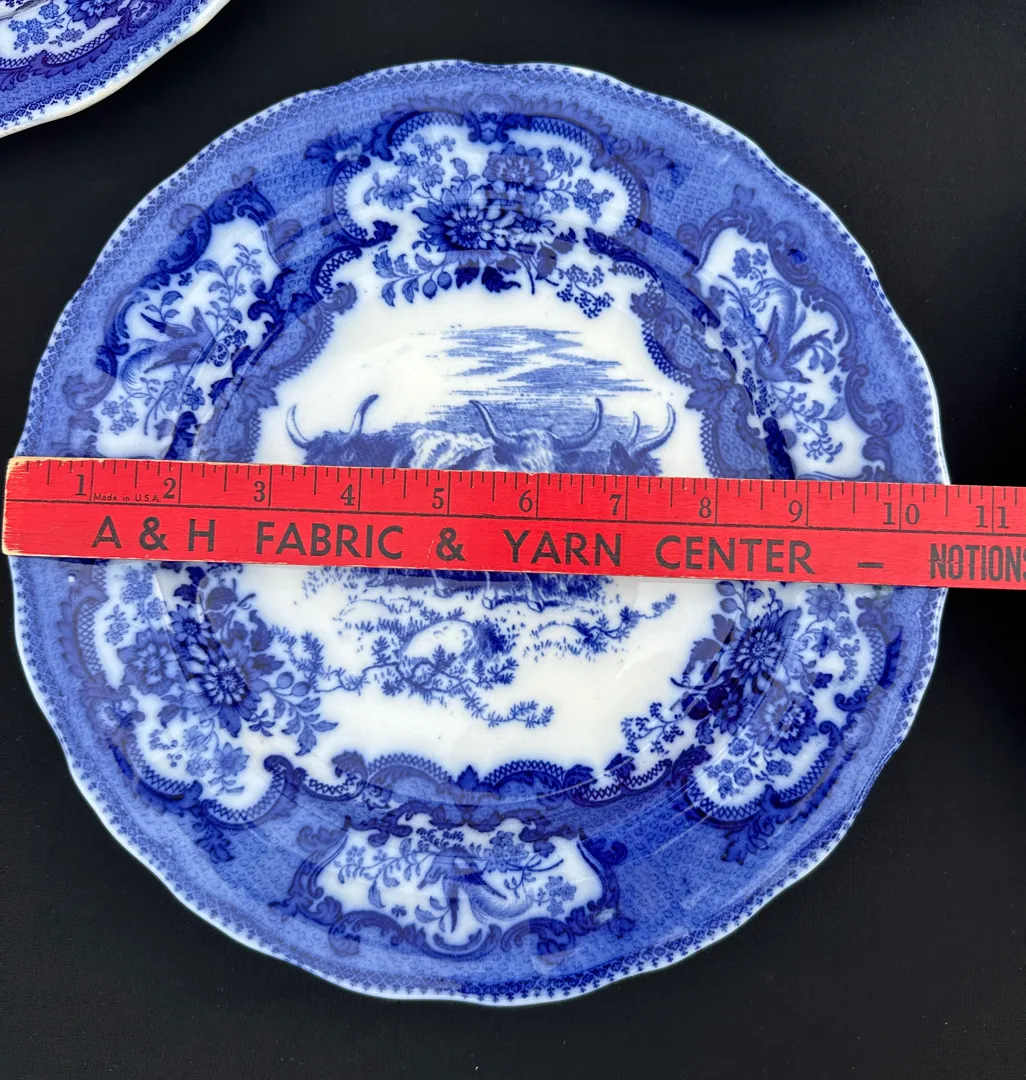 1 2 3 4 5 6 7 8 9 10 11
Made in U.S.A.
A & H FABRIC & YARN CENTER – NOTIONS